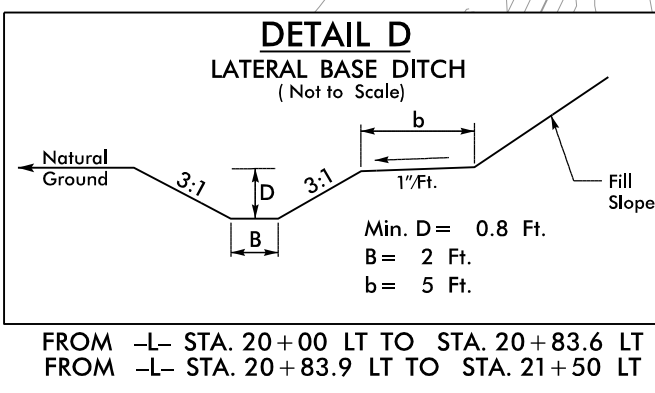 DETAIL D
LATERAL BASE DITCH
( Not to Scale)
b
Natural
Ground
3:1
D
3:1
1"/Ft.
Fill
Slope
B
Min. D = 0.8 Ft.
B = 2 Ft.
b = 5 Ft.
FROM -L- STA. 20+00 LT TO STA. 20+83.6 LT
FROM -L- STA. 20+83.9 LT TO STA. 21+50 LT